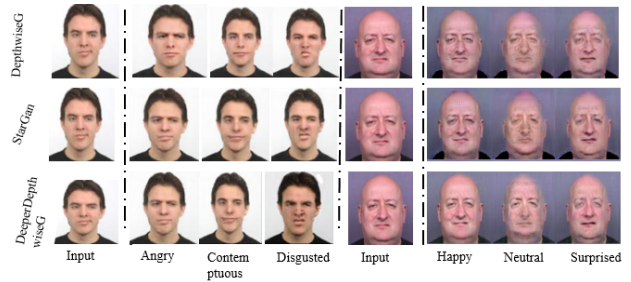 DepthwiseG
StarGan
DeeperDepth
wiseG
Input
Angry
Contem
ptuous
Disgusted
Input
Happy
Neutral
Surprised